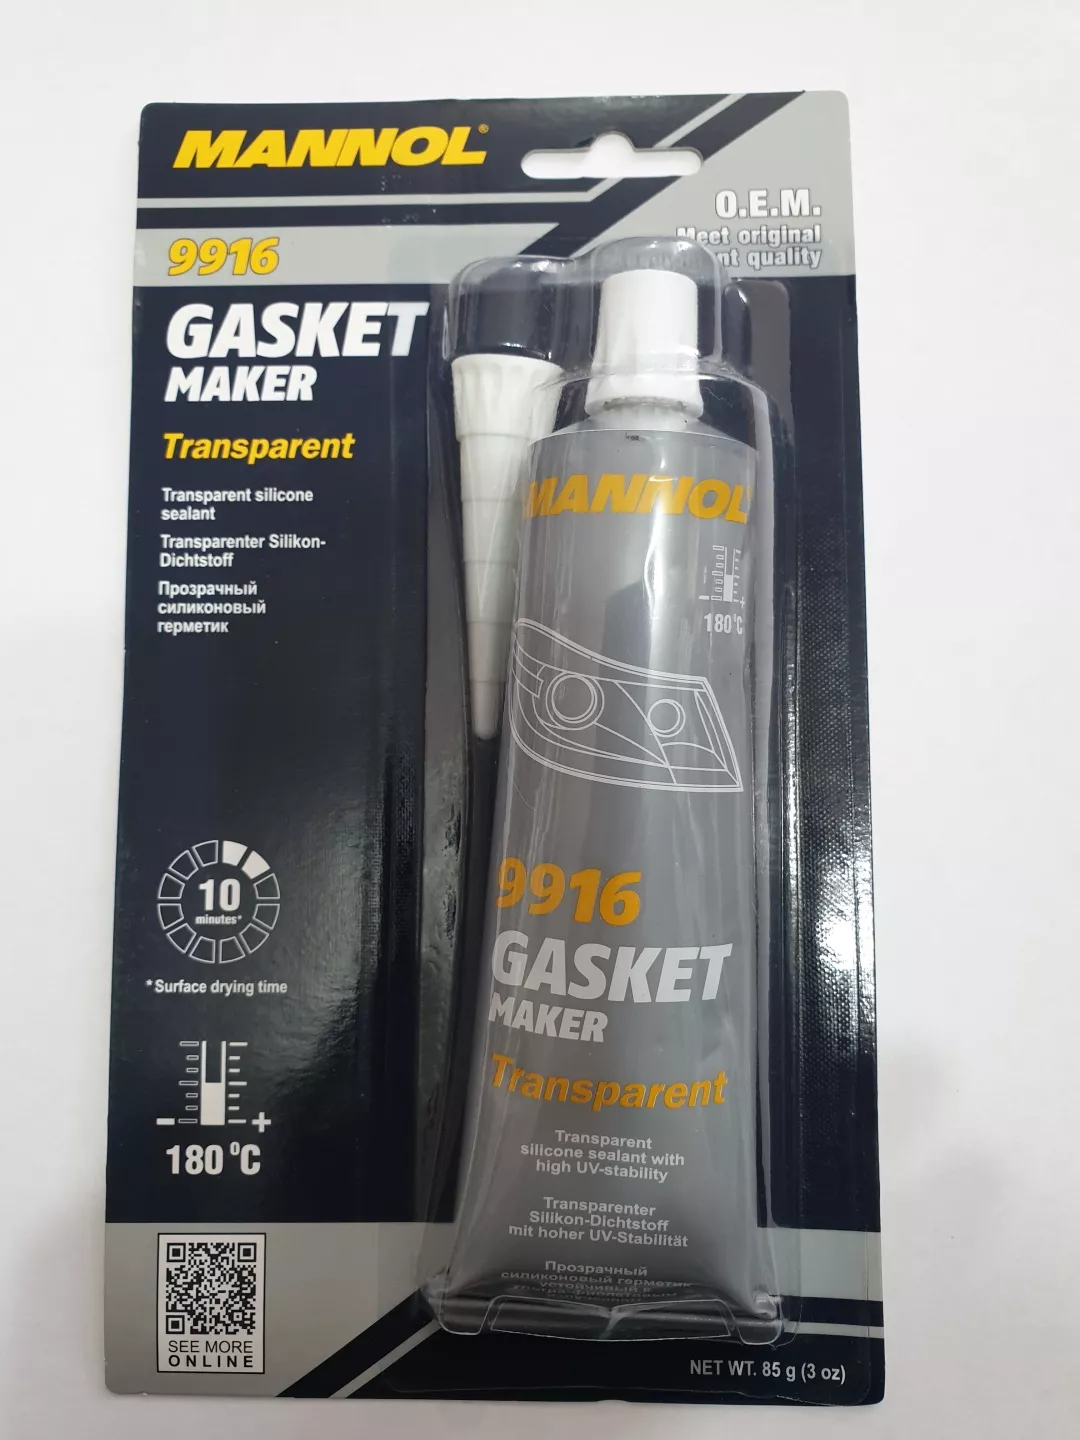 MANNOL®
O.E.M.
Meet original
quality
9916
GASKET
MAKER
Transparent
Transparent silicone
sealant
Transparenter Silikon-
Dichtstoff
Прозрачный
силиконовый
герметик
10
minutes*
*Surface drying time
180 °C
SEE MORE
ONLINE
MANNOL
180 °C
9916
GASKET
MAKER
Transparent
Transparent
silicone sealant with
high UV-stability
Transparenter
Silikon-Dichtstoff
mit hoher UV-Stabilität
Прозрачный
силиконовый герметик
NET WT. 85 g (3 oz)